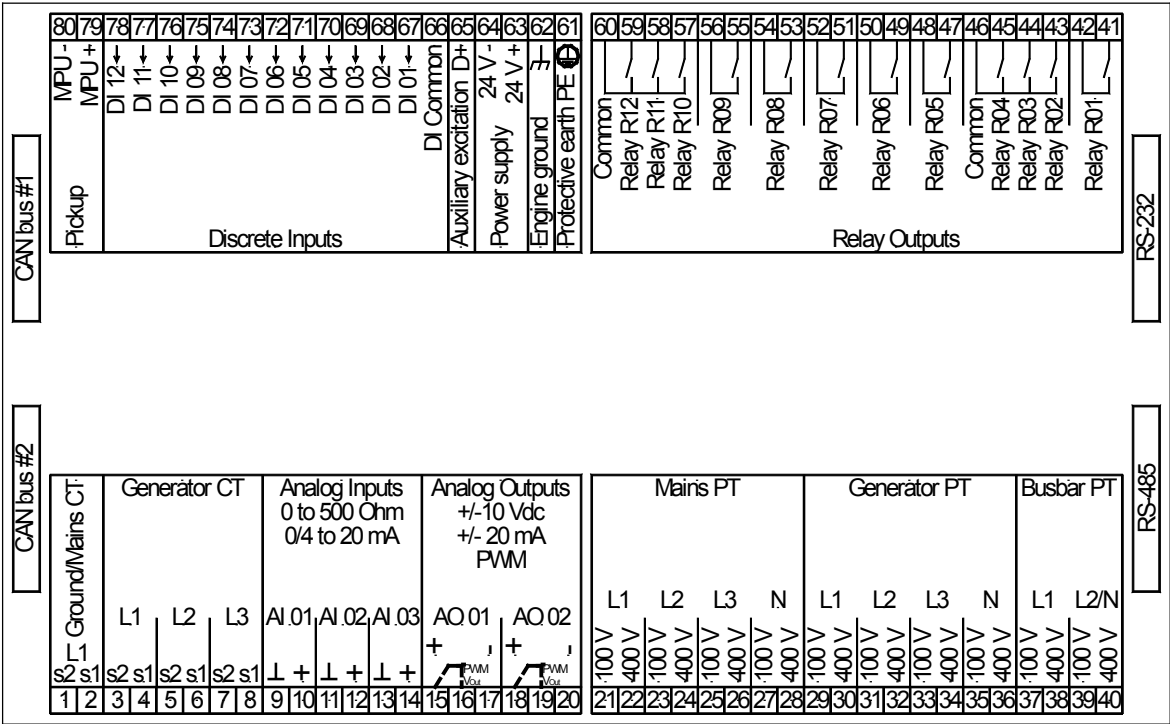 80 79 78 77 76 75 74 73 72 71 70 69 68 67 66 65 64 63 62 61
MPU -
MPU +
Pickup
DI 12
DI 11
DI 10
DI 09
DI 08
DI 07
DI 06
DI 05
DI 04
DI 03
DI 02
DI 01
DI Common
Discrete Inputs
Auxiliary excitation D+
24 V -
24 V +
Power supply
Engine ground
Protective earth PE
60 59 58 57 56 55 54 53 52 51 50 49 48 47 46 45 44 43 42 41
Common
Relay R12
Relay R11
Relay R10
Relay R09
Relay R08
Relay R07
Relay R06
Relay R05
Common
Relay R04
Relay R03
Relay R02
Relay R01
Relay Outputs
CAN bus #1
RS-232
CAN bus #2
RS-485
L1 Ground/Mains CT
s2 s1
Generator CT
L1 L2 L3
s2 s1 s2 s1 s2 s1
Analog Inputs
0 to 500 Ohm
0/4 to 20 mA
AI 01 AI 02 AI 03
⊥ + ⊥ + ⊥ +
Analog Outputs
+/-10 Vdc
+/- 20 mA
PWM
AO 01 AO 02
+ - + -
PWM
Vout
PWM
Vout
Mains PT
L1 L2 L3 N
100 V 400 V 100 V 400 V 100 V 400 V 100 V 400 V
Generator PT
L1 L2 L3 N
100 V 400 V 100 V 400 V 100 V 400 V 100 V 400 V
Busbar PT
L1 L2/N
100 V 400 V 100 V 400 V
1 2 3 4 5 6 7 8 9 10 11 12 13 14 15 16 17 18 19 20
21 22 23 24 25 26 27 28 29 30 31 32 33 34 35 36 37 38 39 40